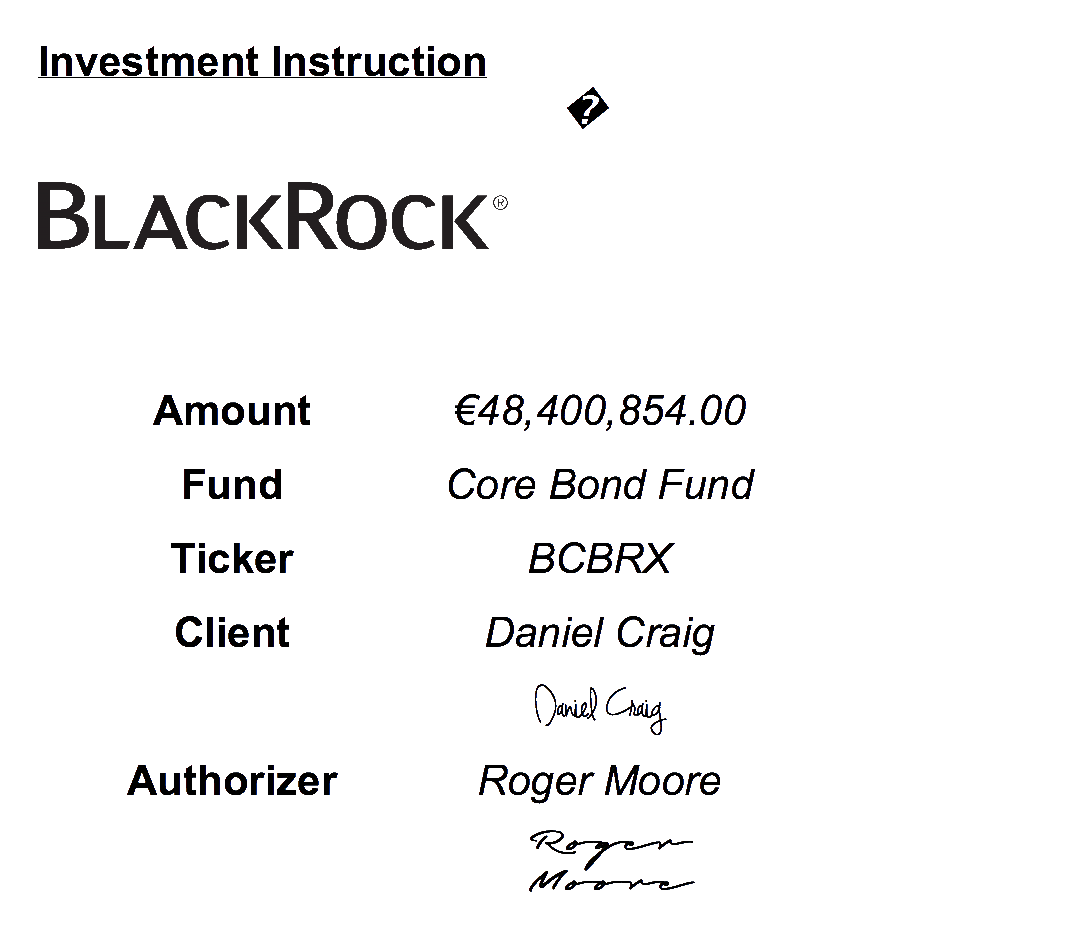 Investment Instruction
�
BLACKROCK®
Amount €48,400,854.00
Fund Core Bond Fund
Ticker BCBRX
Client Daniel Craig
Daniel Craig
Authorizer Roger Moore
Roger
Moore